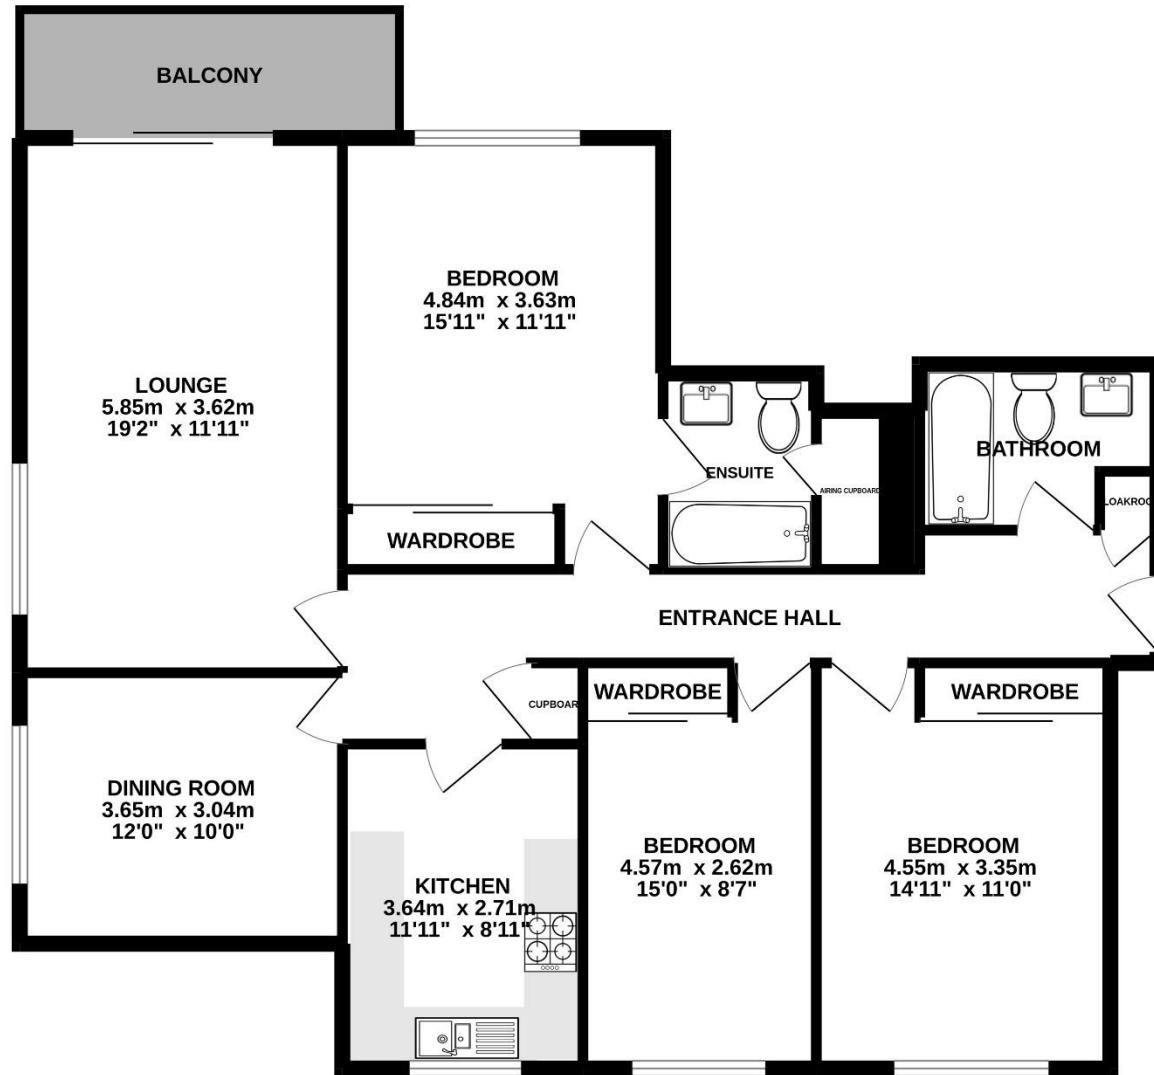 BALCONY
BEDROOM
4.84m x 3.63m
15'11" x 11'11"
LOUNGE
5.85m x 3.62m
19'2" x 11'11"
WARDROBE
ENSUITE
AIRING CUPBOARD
BATHROOM
LOAKROO
ENTRANCE HALL
WARDROBE
WARDROBE
CUPBOAR
DINING ROOM
3.65m x 3.04m
12'0" x 10'0"
KITCHEN
3.64m x 2.71m
11'11" x 8'11"
BEDROOM
4.57m x 2.62m
15'0" x 8'7"
BEDROOM
4.55m x 3.35m
14'11" x 11'0"